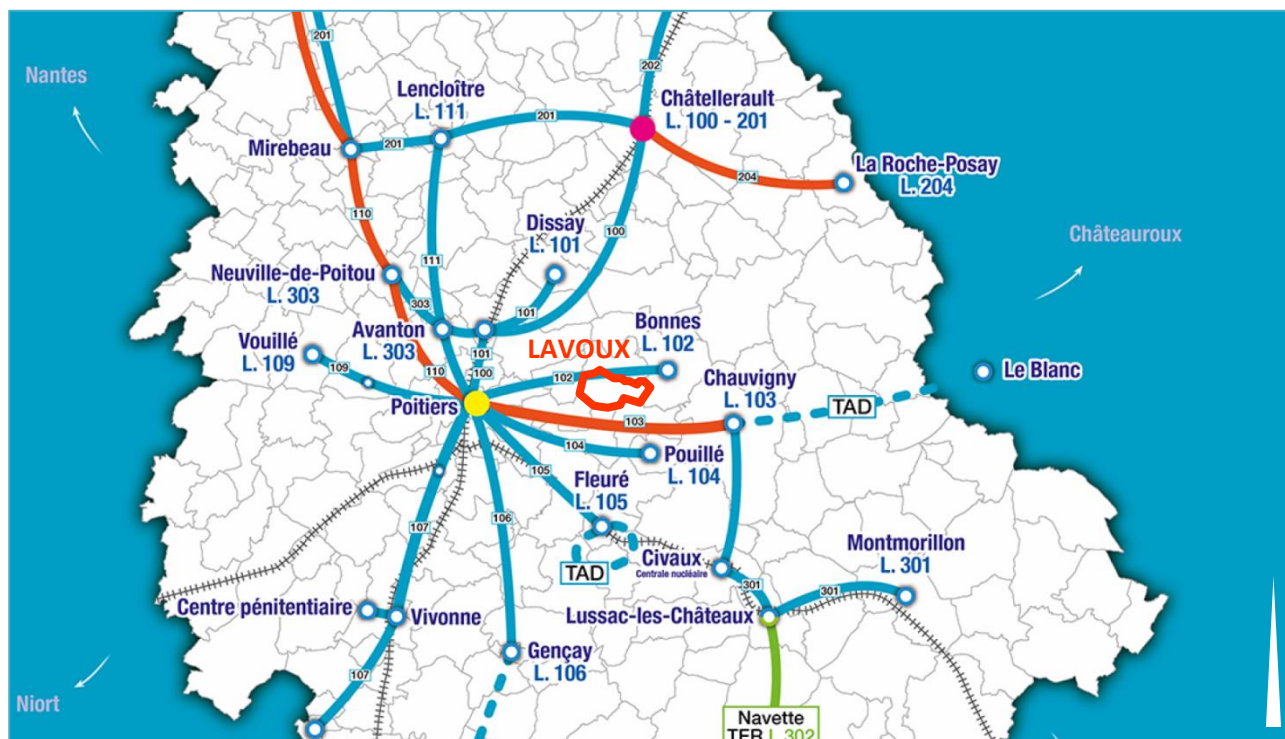 201
202
Nantes
Lencloître
L. 111
Châtellerault
L. 100 - 201
201
Mirebeau
201
La Roche-Posay
L. 204
204
110
Dissay
L. 101
100
Châteauroux
Neuville-de-Poitou
L. 303
111
303
101
Vouillé
L. 109
Avanton
L. 303
Bonnes
L. 102
LAVOUX
101
109
110
100
102
Chauvigny
L. 103
Le Blanc
Poitiers
TAD
103
104
Pouillé
L. 104
105
Fleuré
L. 105
107
106
TAD
Civaux
Centrale nucléaire
Montmorillon
L. 301
301
301
Centre pénitentiaire
Vivonne
Lussac-les-Châteaux
Gençay
L. 106
107
Niort
Navette
TER L. 302